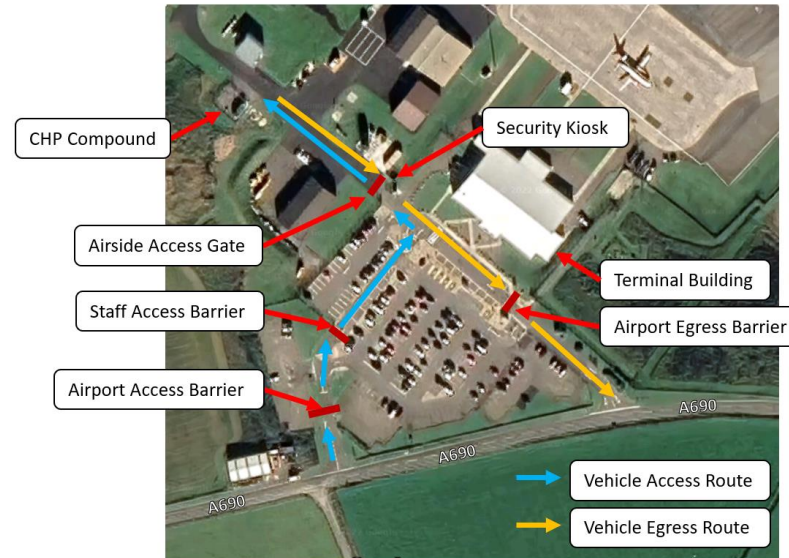 CHP Compound
Security Kiosk
Airside Access Gate
Terminal Building
Staff Access Barrier
Airport Egress Barrier
Airport Access Barrier
A690
A690
A690
Vehicle Access Route
Vehicle Egress Route